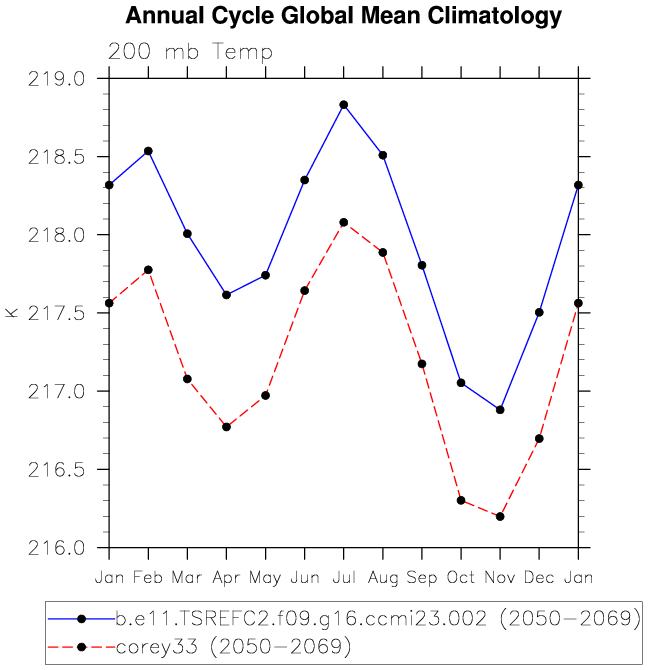 Annual Cycle Global Mean Climatology
200 mb Temp
219.0
218.5
218.0
217.5
217.0
216.5
216.0
K
Jan Feb Mar Apr May Jun Jul Aug Sep Oct Nov Dec Jan
b.e11.TSREFC2.f09.g16.ccmi23.002 (2050-2069)
corey33 (2050-2069)